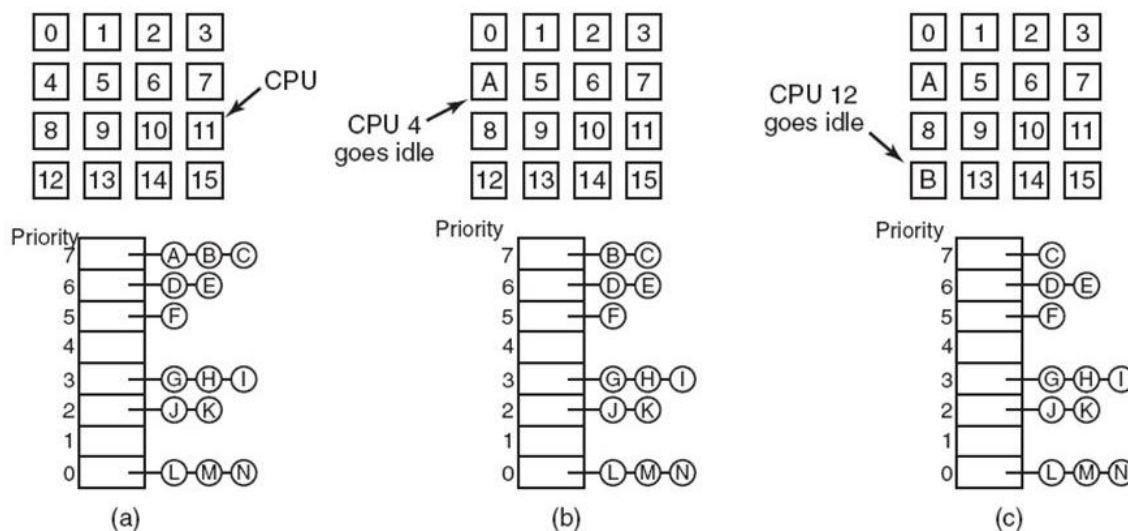 0 1 2 3
4 5 6 7
CPU
8 9 10 11
12 13 14 15
Priority
7 A B C
6 D E
5 F
4
3 G H I
2 J K
1
0 L M N
(a)
0 1 2 3
A 5 6 7
CPU 4
goes idle
8 9 10 11
12 13 14 15
Priority
7 B C
6 D E
5 F
4
3 G H I
2 J K
1
0 L M N
(b)
0 1 2 3
A 5 6 7
CPU 12
goes idle
8 9 10 11
B 13 14 15
Priority
7 C
6 D E
5 F
4
3 G H I
2 J K
1
0 L M N
(c)